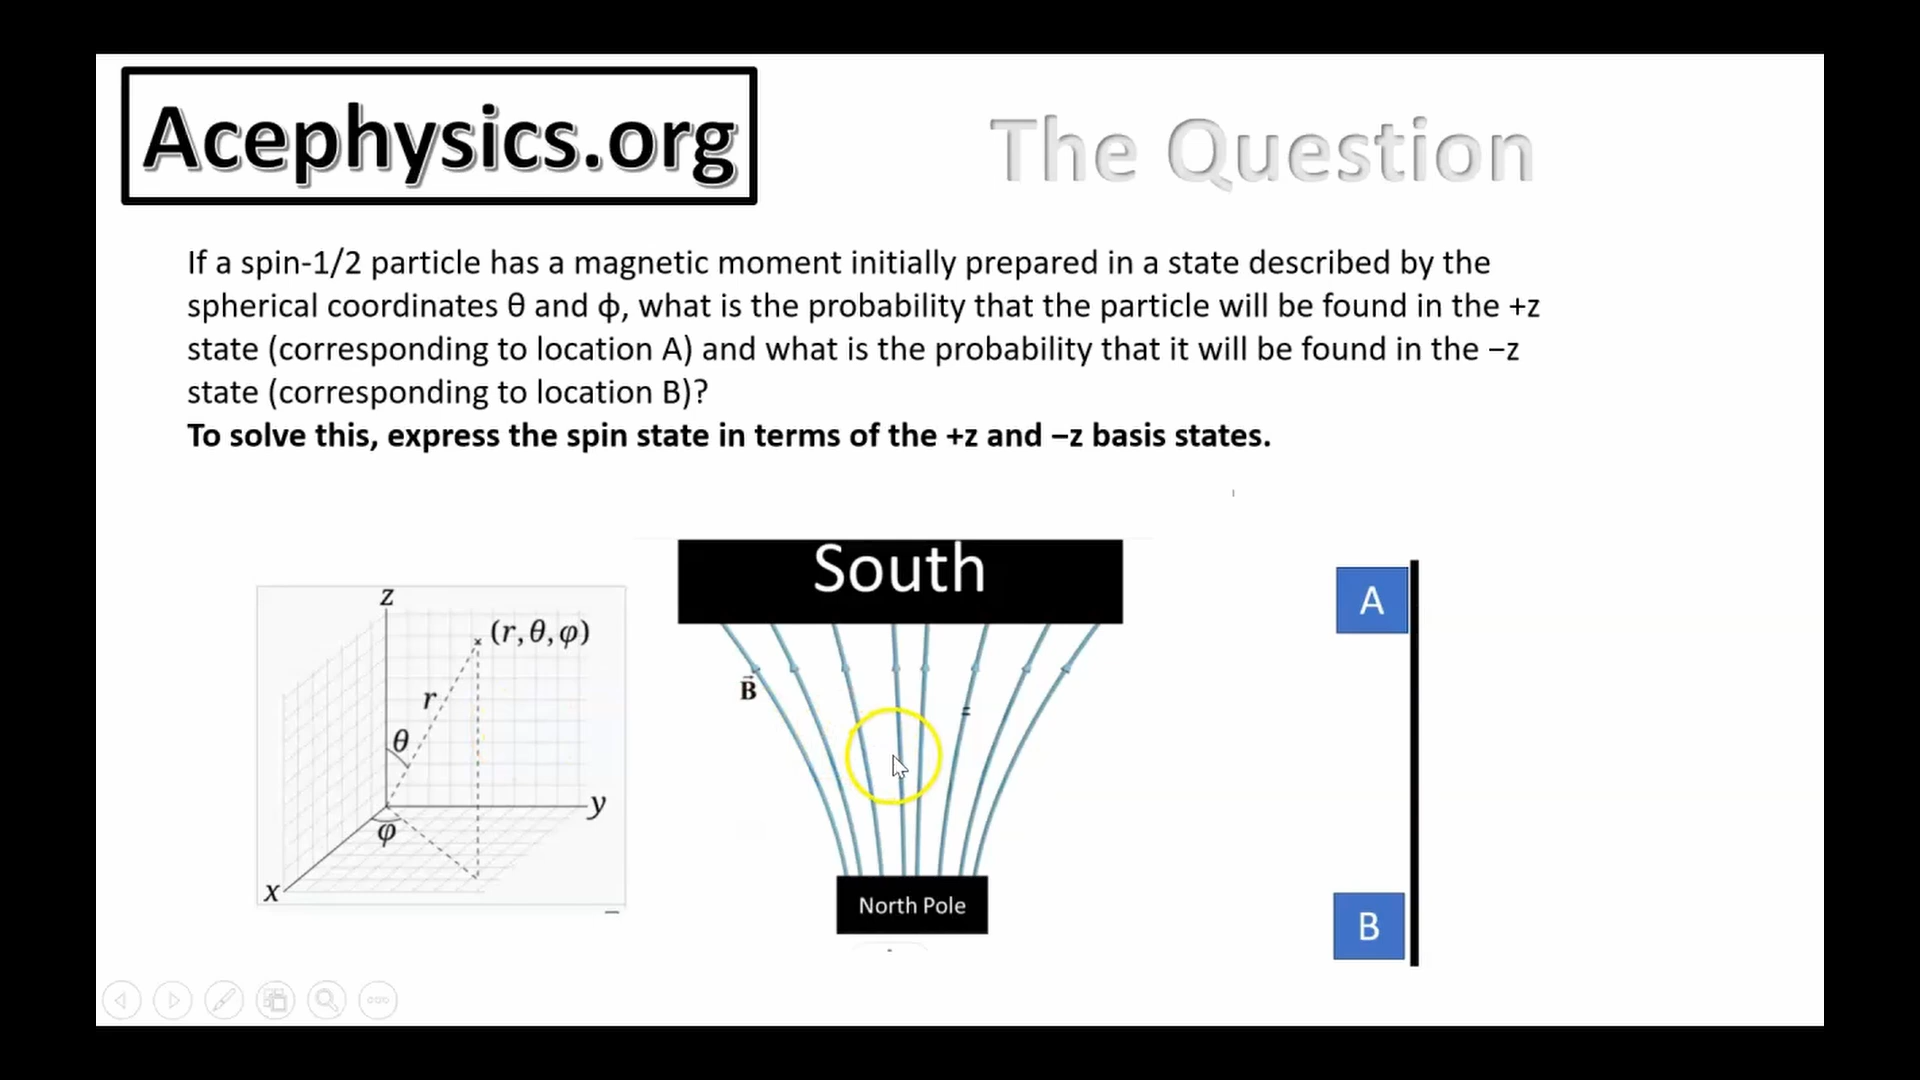 Acephysics.org
The Question
If a spin-1/2 particle has a magnetic moment initially prepared in a state described by the
spherical coordinates θ and ϕ, what is the probability that the particle will be found in the +z
state (corresponding to location A) and what is the probability that it will be found in the −z
state (corresponding to location B)?
To solve this, express the spin state in terms of the +z and −z basis states.
z
(r, θ, φ)
r
θ
y
φ
x
South
B⃗
North Pole
A
B